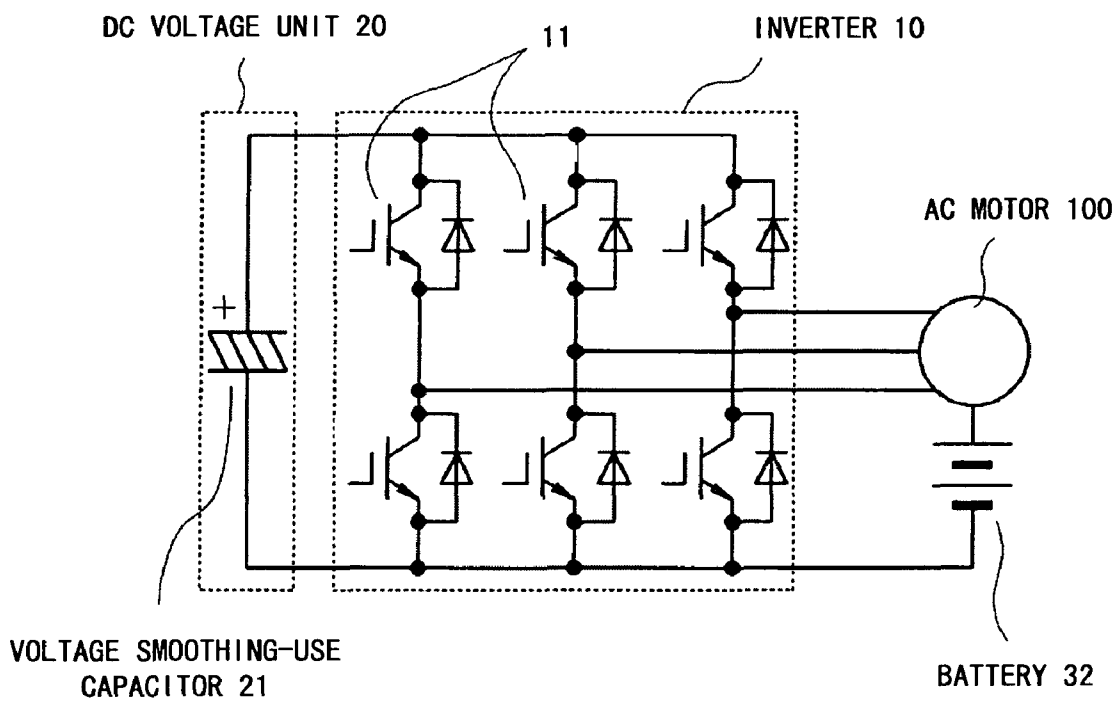 DC VOLTAGE UNIT 20
11
INVERTER 10
AC MOTOR 100
+
VOLTAGE SMOOTHING-USE
CAPACITOR 21
BATTERY 32